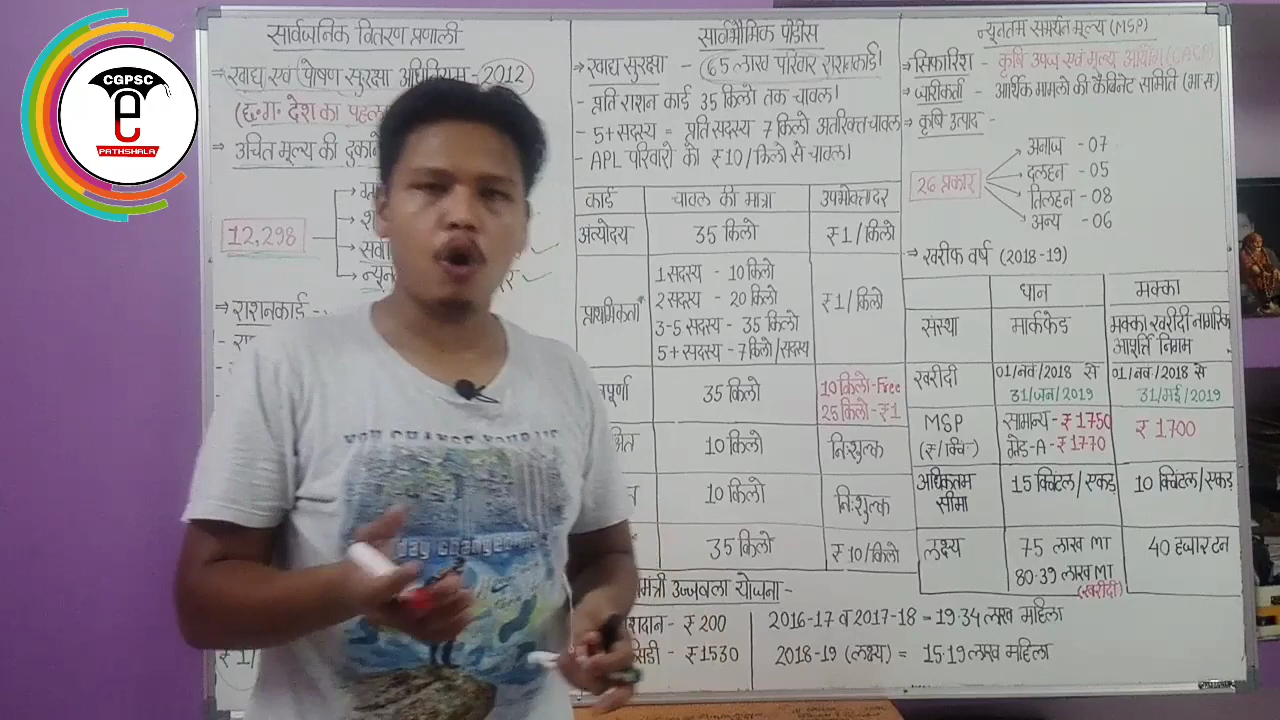 CGPSC
e
PATHSHALA
सार्वजनिक वितरण प्रणाली
⇒ खाद्य एवं पोषण सुरक्षा अधिनियम - 2012
(छ.ग. देश का पहला
⇒ उचित मूल्य की दुकाने
12,298
⇒ राशनकार्ड -
सार्वभौमिक पीडीस
⇒ खाद्य सुरक्षा - (65 लाख परिवार राशनकार्ड)
- प्रति राशन कार्ड 35 किलो तक चावल।
- 5+ सदस्य = प्रति सदस्य 7 किलो अतिरिक्त चावल
- APL परिवारो को ₹10/किलो से चावल।
कार्ड चावल की मात्रा उपभोक्ता दर
अंत्योदय 35 किलो ₹1/किलो
प्राथमिकता
1 सदस्य - 10 किलो
2 सदस्य - 20 किलो
₹1/किलो
3-5 सदस्य - 35 किलो
5+ सदस्य - 7 किलो/सदस्य
35 किलो
10 किलो - Free
25 किलो - ₹1
10 किलो निःशुल्क
10 किलो निःशुल्क
35 किलो ₹10/किलो
उज्जवला योजना -
- ₹200
- ₹1530
2016-17 व 2017-18 = 19.34 लाख महिला
2018-19 (लक्ष्य) = 15.19 लाख महिला
न्यूनतम समर्थन मूल्य (MSP)
⇒ सिफारिश - कृषि उपज एवं मूल्य आयोग (CACP)
⇒ जारीकर्ता - आर्थिक मामलो की कैबिनेट समिति (भा.स)
⇒ कृषि उत्पाद -
26 प्रकार
अनाज - 07
दलहन - 05
तिलहन - 08
अन्य - 06
⇒ खरीफ वर्ष (2018-19)
धान मक्का
संस्था मार्कफेड मक्का खरीदी नागरिक
आपूर्ति निगम
खरीदी 01/नव/2018 से 01/नव/2018 से
31/जन/2019 31/मई/2019
MSP सामान्य - ₹1750 ₹1700
(₹/क्विं) ग्रेड-A - ₹1770
अधिकतम सीमा 15 क्विंटल/एकड़ 10 क्विंटल/एकड़
लक्ष्य 75 लाख MT 40 हजार टन
80.39 लाख MT
(खरीदी)